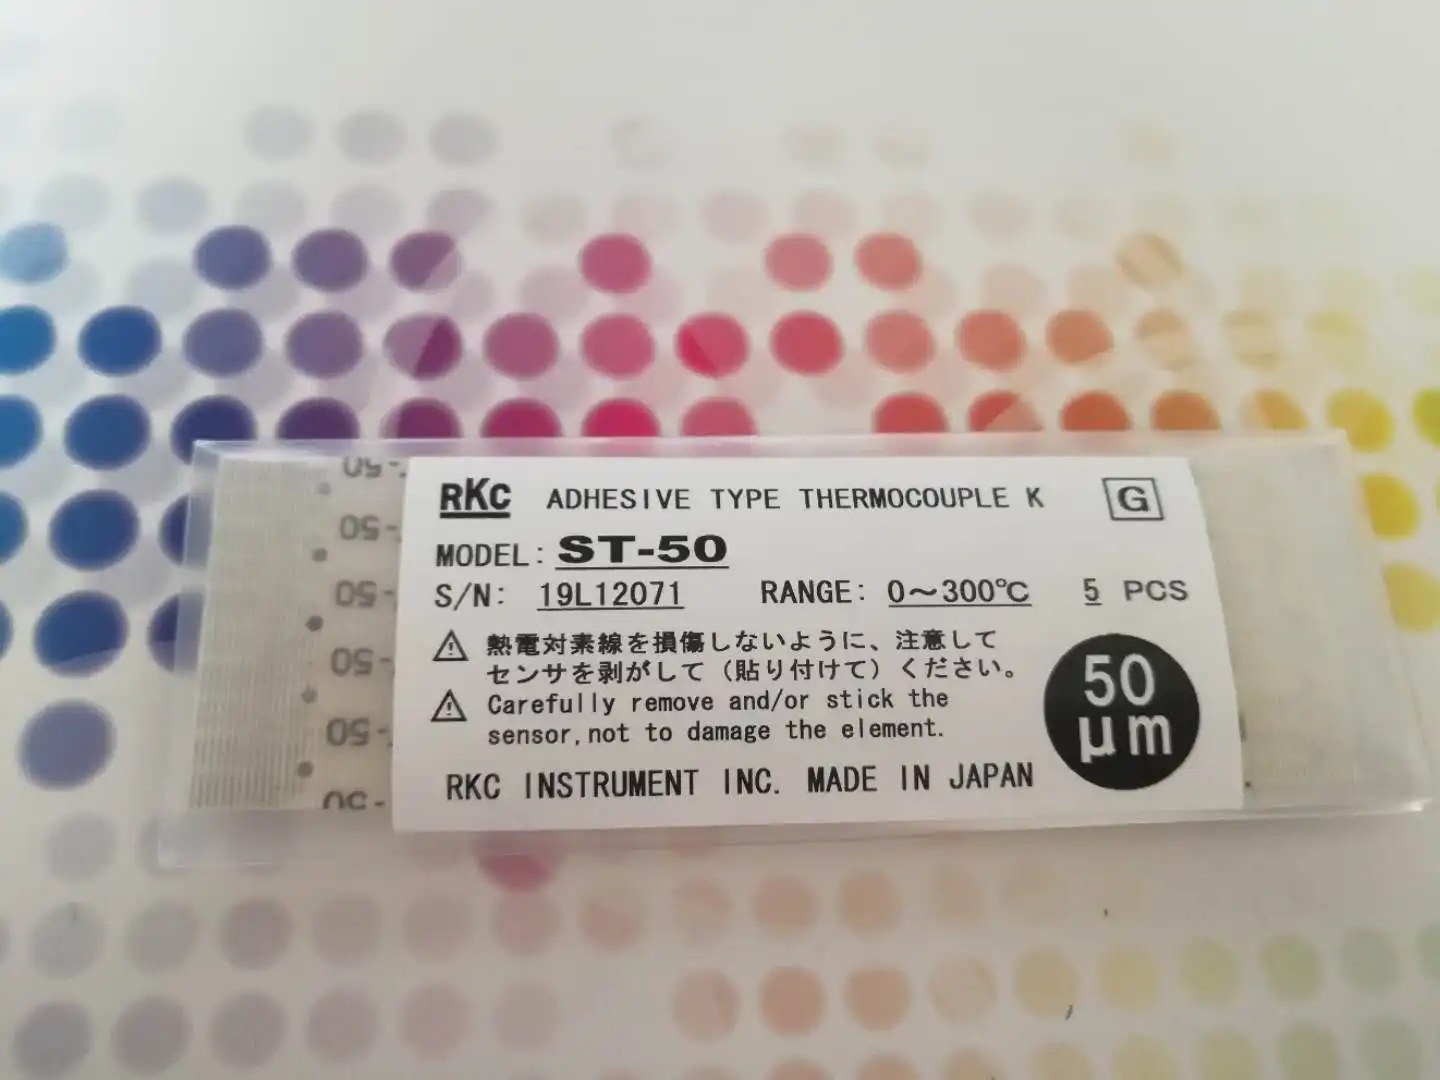 RKC ADHESIVE TYPE THERMOCOUPLE K G
MODEL: ST-50
S/N: 19L12071 RANGE: 0～300℃ 5 PCS
⚠ 熱電対素線を損傷しないように、注意して
センサを剥がして（貼り付けて）ください。
⚠ Carefully remove and/or stick the
sensor,not to damage the element.
50
μm
RKC INSTRUMENT INC. MADE IN JAPAN